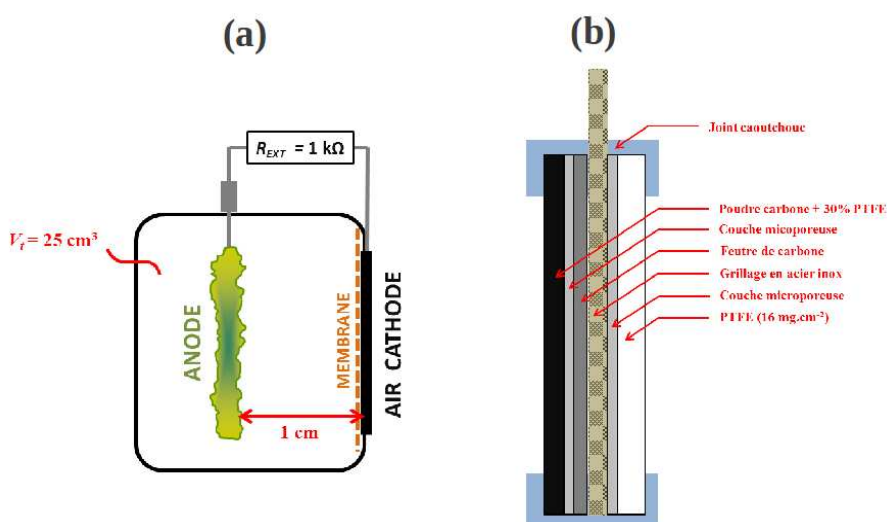 (a)
(b)
R_EXT = 1 kΩ
V_t = 25 cm³
ANODE
MEMBRANE
AIR CATHODE
1 cm
Joint caoutchouc
Poudre carbone + 30% PTFE
Couche micoporeuse
Feutre de carbone
Grillage en acier inox
Couche microporeuse
PTFE (16 mg.cm⁻²)